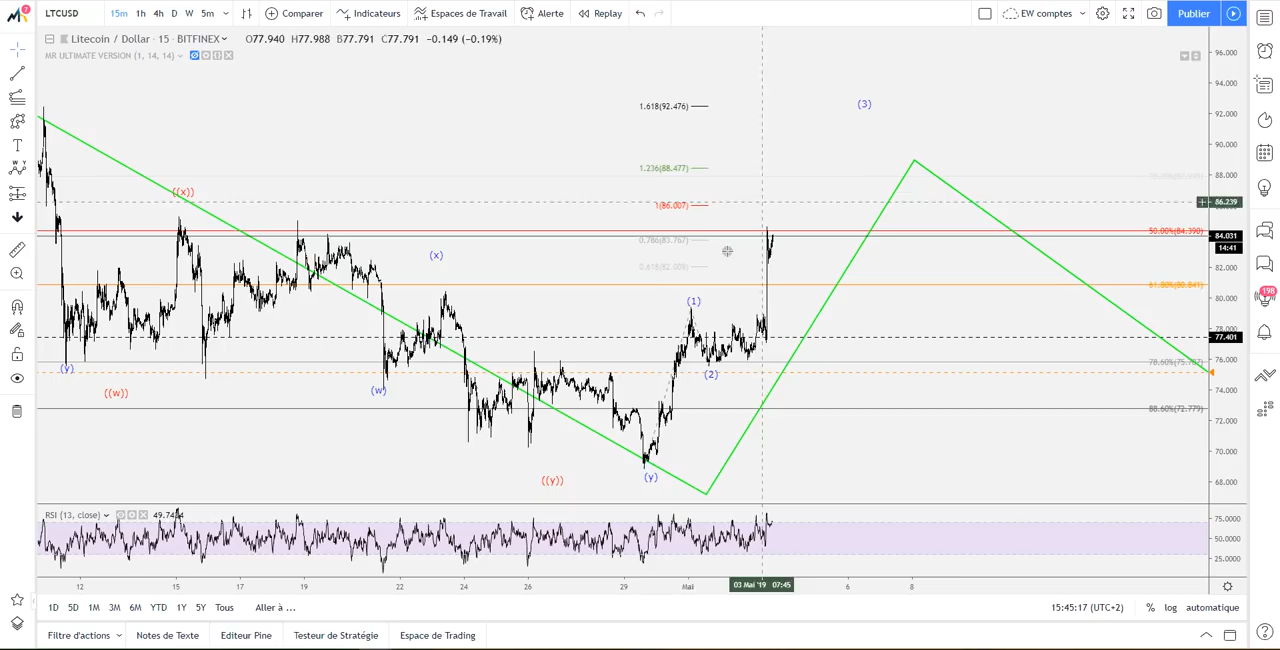 7
LTCUSD 15m 1h 4h D W 5m Comparer Indicateurs Espaces de Travail Alerte Replay EW comptes Publier
Litecoin / Dollar · 15 · BITFINEX O77.940 H77.988 B77.791 C77.791 −0.149 (−0.19%)
MR ULTIMATE VERSION (1, 14, 14)
96.000
94.000
1.618(92.476)
(3)
92.000
90.000
1.236(88.477)
88.000
((x))
1(86.007)
86.239
50.00%(84.390)
84.031
0.786(83.767)
14:41
(x)
0.618(82.009)
82.000
61.80%(80.841)
198
80.000
(1)
78.000
77.401
78.60%(75.787)
76.000
(y)
(w)
(2)
((w))
74.000
88.60%(72.779)
72.000
70.000
(y)
((y))
68.000
RSI (13, close) 49.7434
75.0000
50.0000
25.0000
12 15 17 19 22 24 26 29 Mai 03 Mai '19 07:45 6 8
1D 5D 1M 3M 6M YTD 1Y 5Y Tous Aller à ... 15:45:17 (UTC+2) % log automatique
Filtre d'actions Notes de Texte Editeur Pine Testeur de Stratégie Espace de Trading